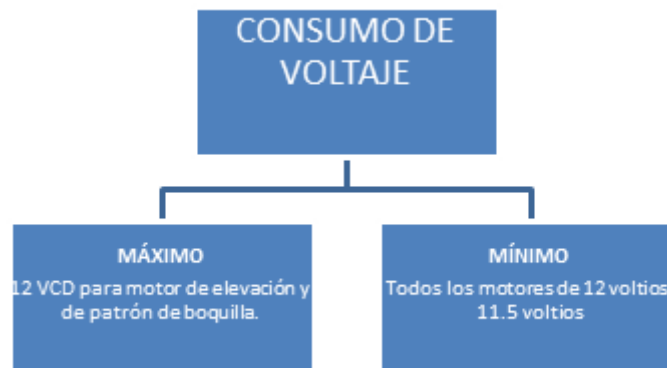 CONSUMO DE
VOLTAJE
MÁXIMO
12 VCD para motor de elevación y
de patrón de boquilla.
MÍNIMO
Todos los motores de 12 voltios
11.5 voltios